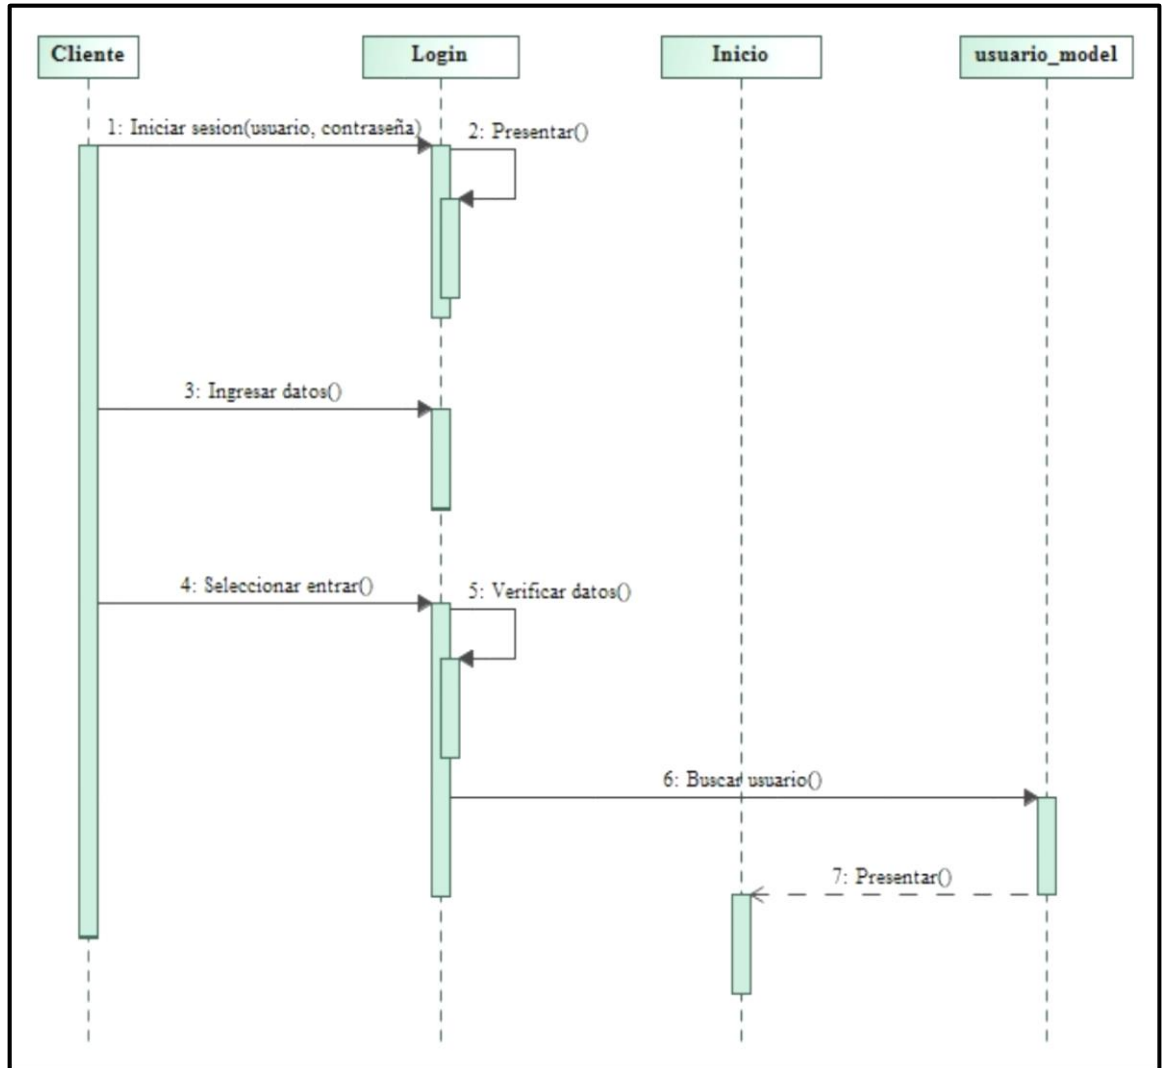 Cliente
Login
Inicio
usuario_model
1: Iniciar sesion(usuario, contraseña)
2: Presentar()
3: Ingresar datos()
4: Seleccionar entrar()
5: Verificar datos()
6: Buscar usuario()
7: Presentar()